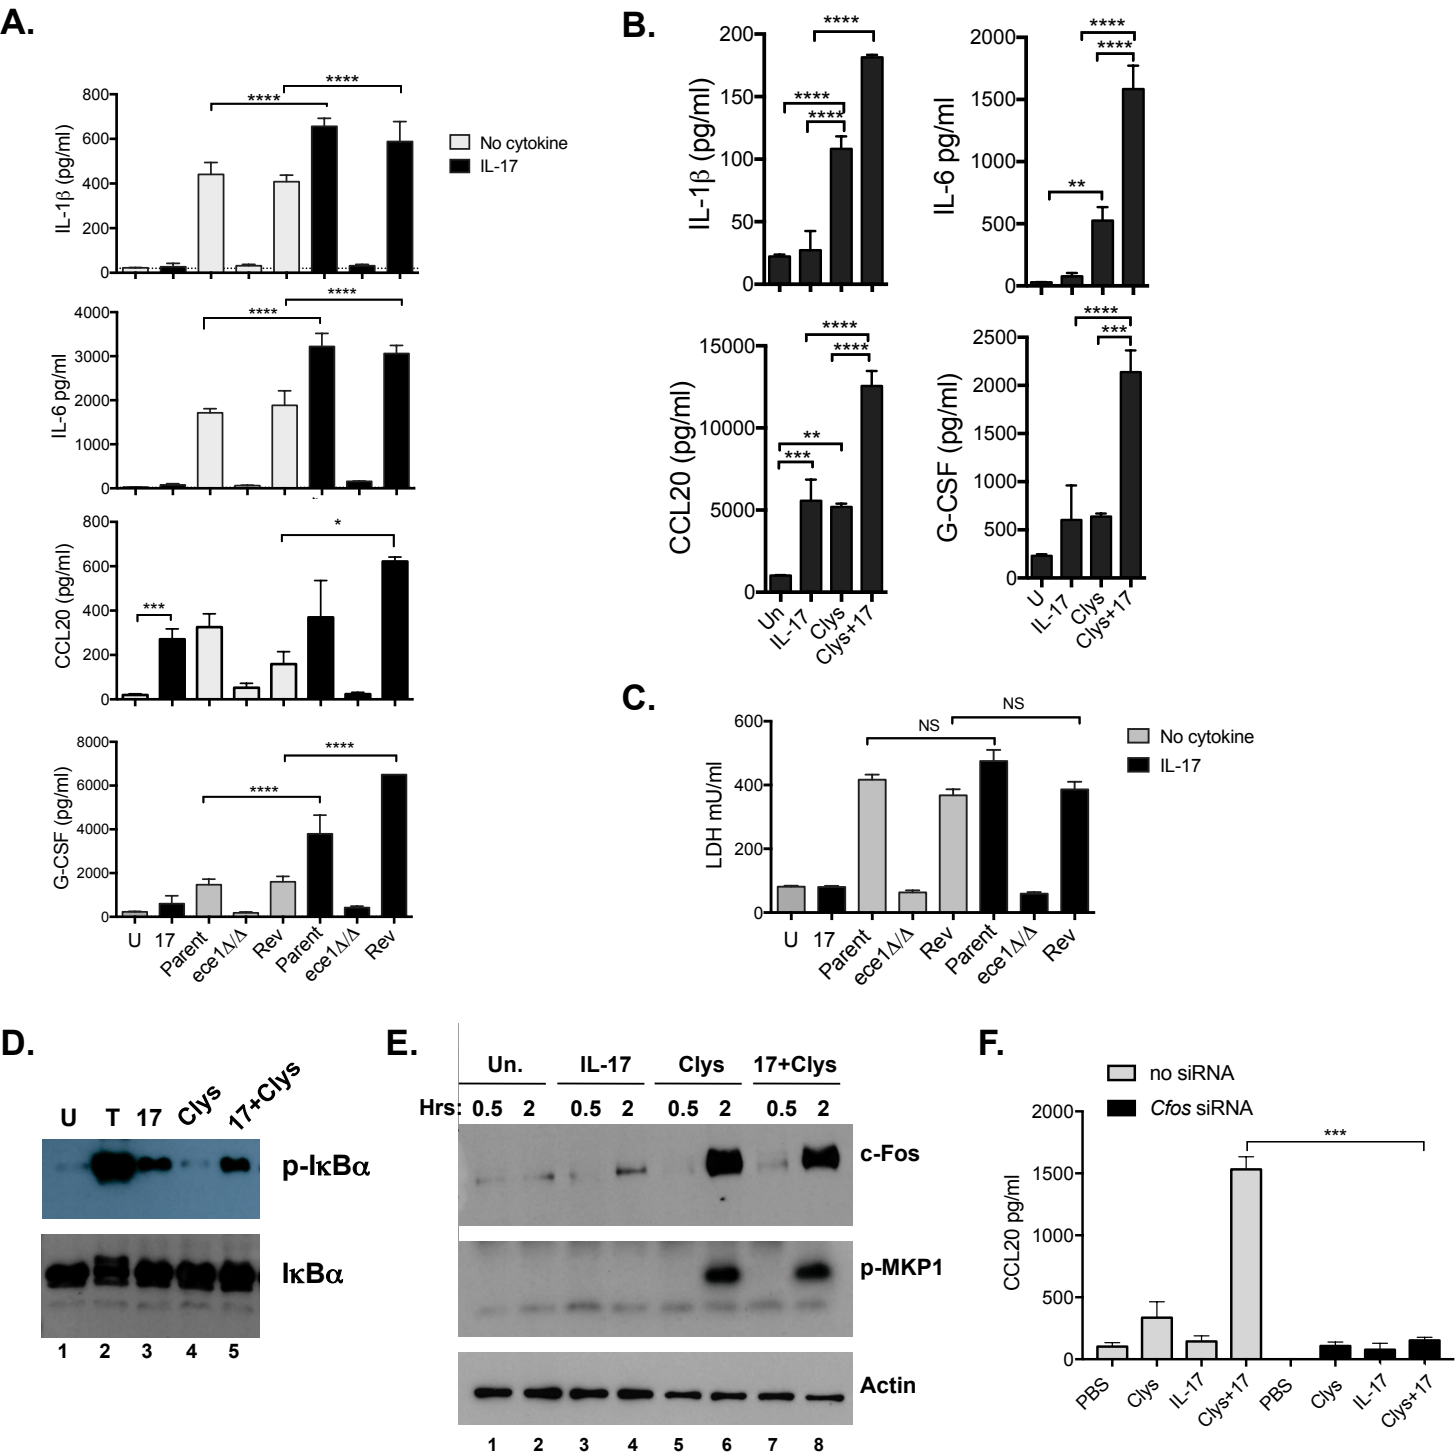 A.
****
****
800
600
400
200
0
IL-1β (pg/ml)
No cytokine
IL-17
****
****
4000
3000
2000
1000
0
IL-6 pg/ml
*
***
800
600
400
200
0
CCL20 (pg/ml)
****
****
8000
6000
4000
2000
0
G-CSF (pg/ml)
U 17 Parent ece1Δ/Δ Rev Parent ece1Δ/Δ Rev
B.
****
****
****
200
150
100
50
0
IL-1β (pg/ml)
****
****
**
2000
1500
1000
500
0
IL-6 pg/ml
****
****
**
***
15000
10000
5000
0
CCL20 (pg/ml)
Un IL-17 Clys Clys+17
****
***
2500
2000
1500
1000
500
0
G-CSF (pg/ml)
U IL-17 Clys Clys+17
C.
NS
NS
600
400
200
0
LDH mU/ml
No cytokine
IL-17
U 17 Parent ece1Δ/Δ Rev Parent ece1Δ/Δ Rev
D.
U T 17 Clys 17+Clys
p-IκBα
IκBα
1 2 3 4 5
E.
Un. IL-17 Clys 17+Clys
Hrs: 0.5 2 0.5 2 0.5 2 0.5 2
c-Fos
p-MKP1
Actin
1 2 3 4 5 6 7 8
F.
no siRNA
Cfos siRNA
***
2000
1500
1000
500
0
CCL20 pg/ml
PBS Clys IL-17 Clys+17 PBS Clys IL-17 Clys+17